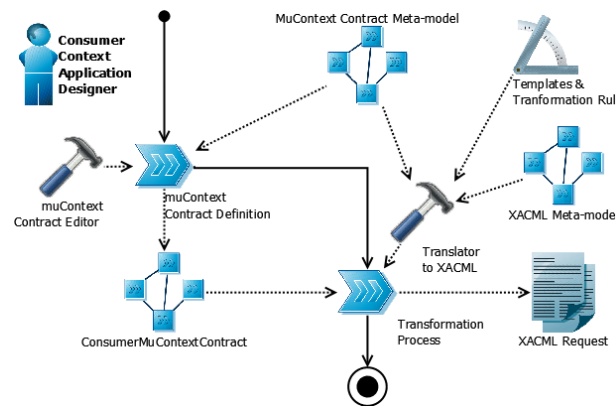 Consumer
Context
Application
Designer
MuContext Contract Meta-model
Templates &
Tranformation Rul
muContext
Contract Editor
muContext
Contract Definition
XACML Meta-mode
Translator
to XACML
ConsumerMuContextContract
Transformation
Process
XACML Request